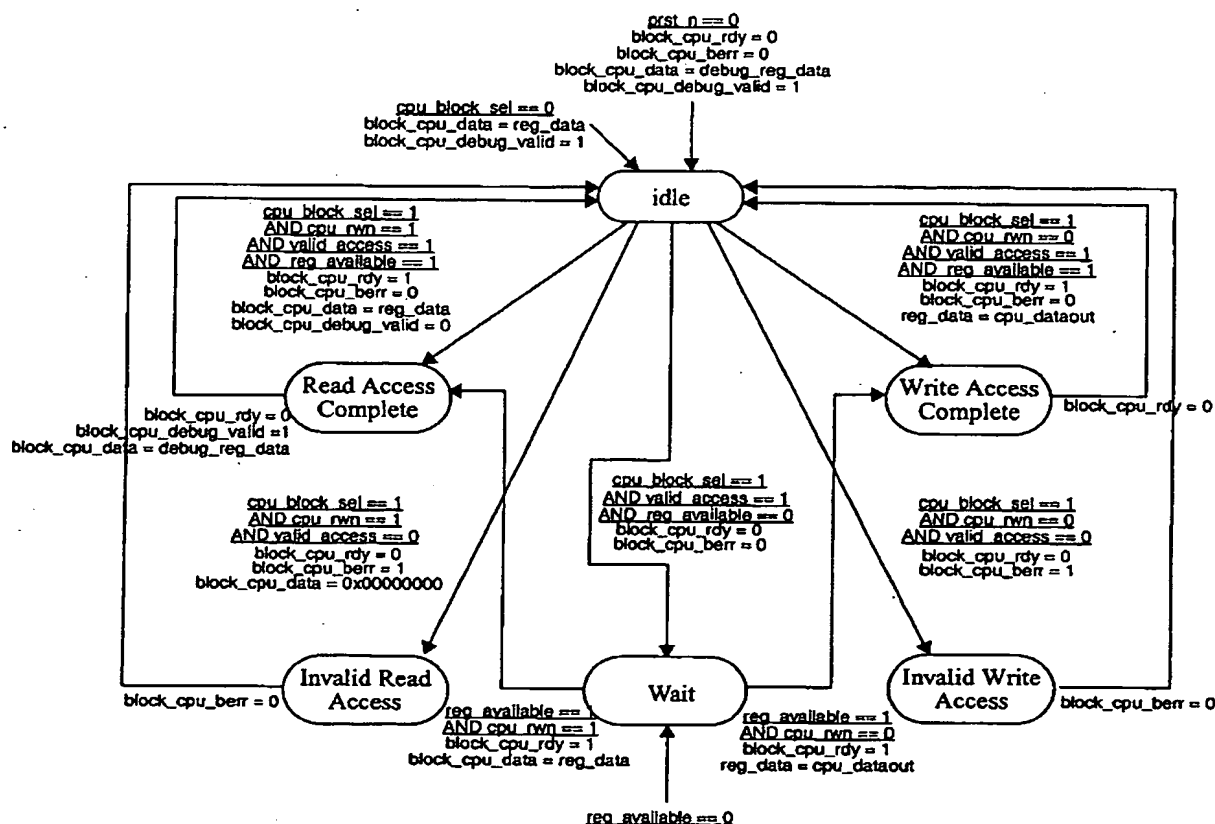 prst_n == 0
block_cpu_rdy = 0
block_cpu_berr = 0
block_cpu_data = debug_reg_data
block_cpu_debug_valid = 1
cpu_block_sel == 0
block_cpu_data = reg_data
block_cpu_debug_valid = 1
idle
cpu_block_sel == 1
AND cpu_rwn == 1
AND valid_access == 1
AND reg_available == 1
block_cpu_rdy = 1
block_cpu_berr = 0
block_cpu_data = reg_data
block_cpu_debug_valid = 0
cpu_block_sel == 1
AND cpu_rwn == 0
AND valid_access == 1
AND reg_available == 1
block_cpu_rdy = 1
block_cpu_berr = 0
reg_data = cpu_dataout
Read Access
Complete
Write Access
Complete
block_cpu_rdy = 0
block_cpu_debug_valid =1
block_cpu_data = debug_reg_data
block_cpu_rdy = 0
cpu_block_sel == 1
AND cpu_rwn == 1
AND valid_access == 0
block_cpu_rdy = 0
block_cpu_berr = 1
block_cpu_data = 0x00000000
cpu_block_sel == 1
AND valid_access == 1
AND reg_available == 0
block_cpu_rdy = 0
block_cpu_berr = 0
cpu_block_sel == 1
AND cpu_rwn == 0
AND valid_access == 0
block_cpu_rdy = 0
block_cpu_berr = 1
Invalid Read
Access
Wait
Invalid Write
Access
block_cpu_berr = 0
block_cpu_berr = 0
reg_available == 1
AND cpu_rwn == 1
block_cpu_rdy = 1
block_cpu_data = reg_data
reg_available == 1
AND cpu_rwn == 0
block_cpu_rdy = 1
reg_data = cpu_dataout
reg_available == 0